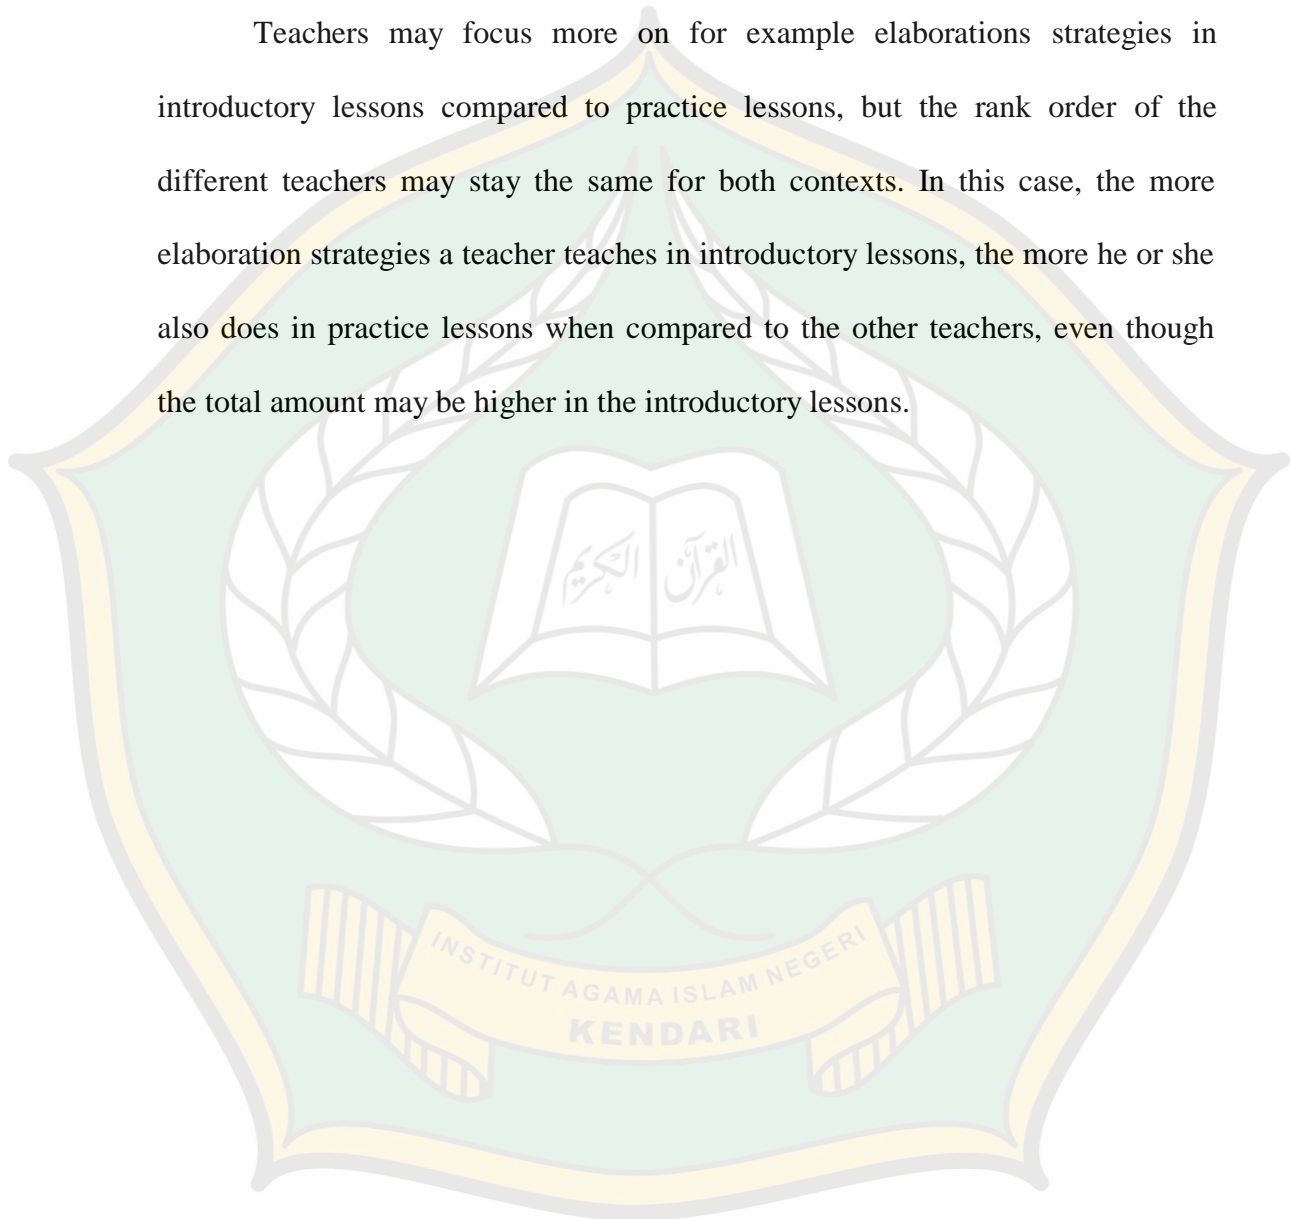 Teachers may focus more on for example elaborations strategies in
introductory lessons compared to practice lessons, but the rank order of the
different teachers may stay the same for both contexts. In this case, the more
elaboration strategies a teacher teaches in introductory lessons, the more he or she
also does in practice lessons when compared to the other teachers, even though
the total amount may be higher in the introductory lessons.
القرآن الكريم
INSTITUT AGAMA ISLAM NEGERI
KENDARI